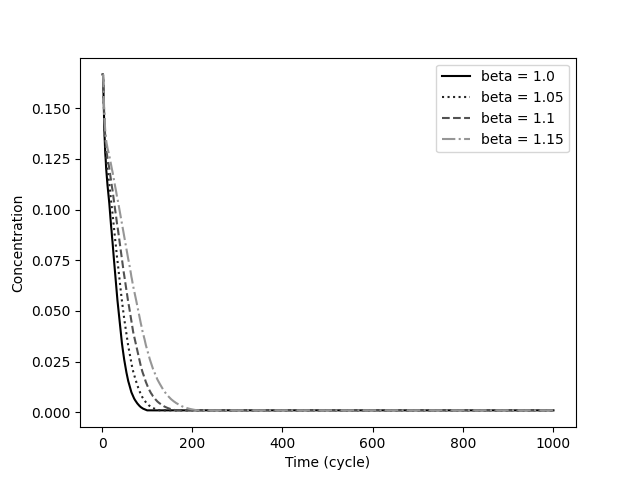 beta = 1.0
beta = 1.05
beta = 1.1
beta = 1.15
0.150
0.125
0.100
0.075
0.050
0.025
0.000
Concentration
0 200 400 600 800 1000
Time (cycle)